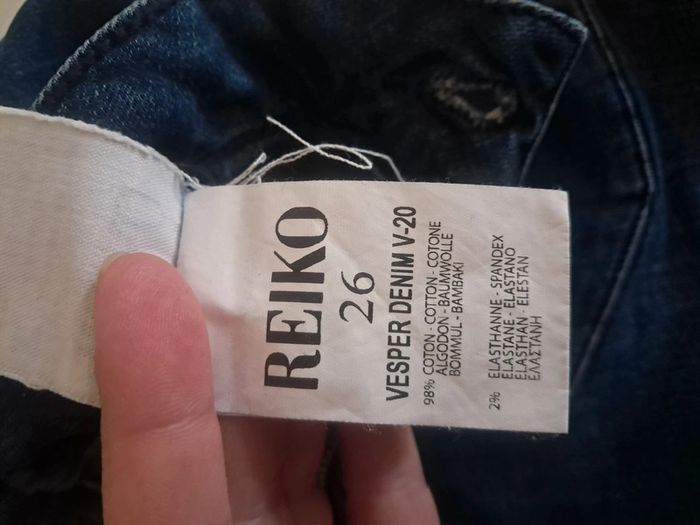 REIKO
26
VESPER DENIM V-20
98% COTON - COTTON - COTONE
ALGODON - BAUMWOLLE
BOMMUL - BAMBAKI
2% ELASTHANNE - SPANDEX
ELASTANE - ELASTANO
ELASTHAN - ELESTAN
ΕΛΑΣΤΑΝΗ